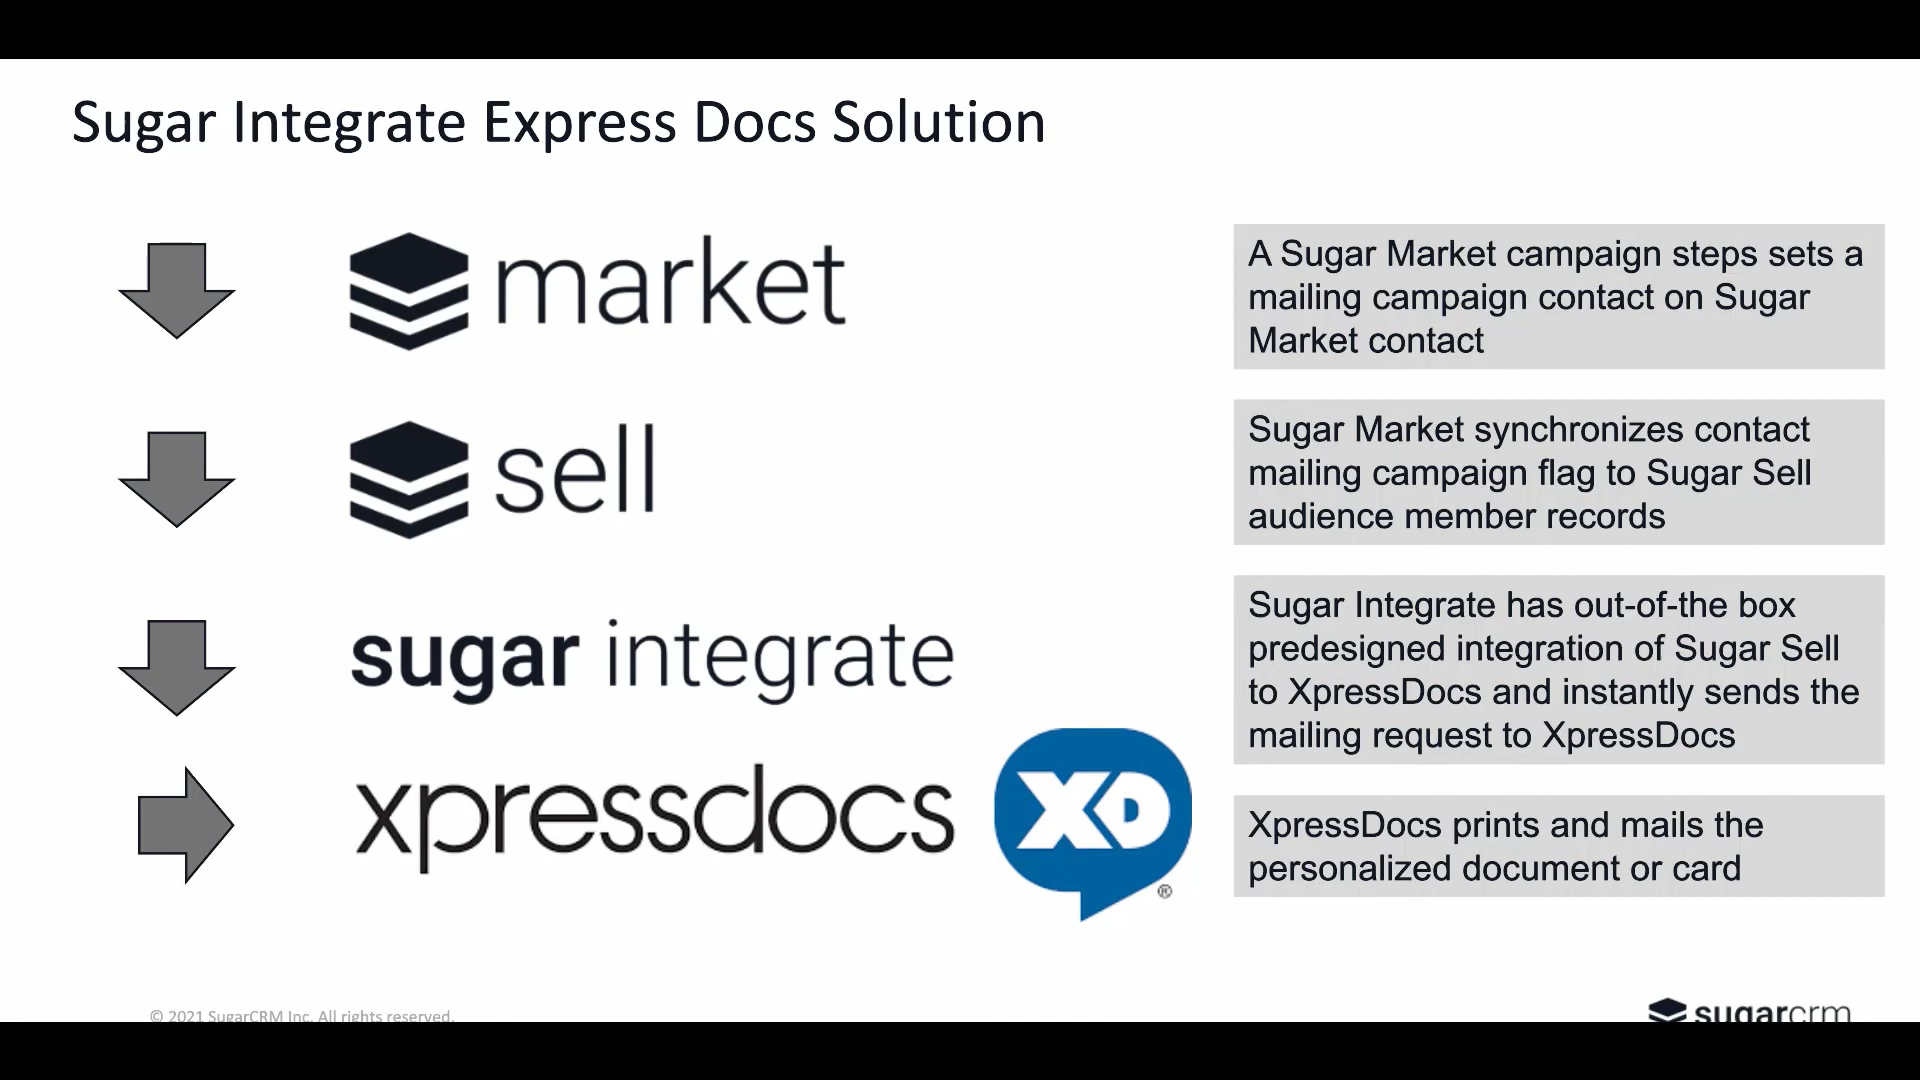 Sugar Integrate Express Docs Solution
market
A Sugar Market campaign steps sets a
mailing campaign contact on Sugar
Market contact
sell
Sugar Market synchronizes contact
mailing campaign flag to Sugar Sell
audience member records
sugar integrate
Sugar Integrate has out-of-the box
predesigned integration of Sugar Sell
to XpressDocs and instantly sends the
mailing request to XpressDocs
xpressdocs
XD
®
XpressDocs prints and mails the
personalized document or card
© 2021 SugarCRM Inc. All rights reserved.
sugarcrm